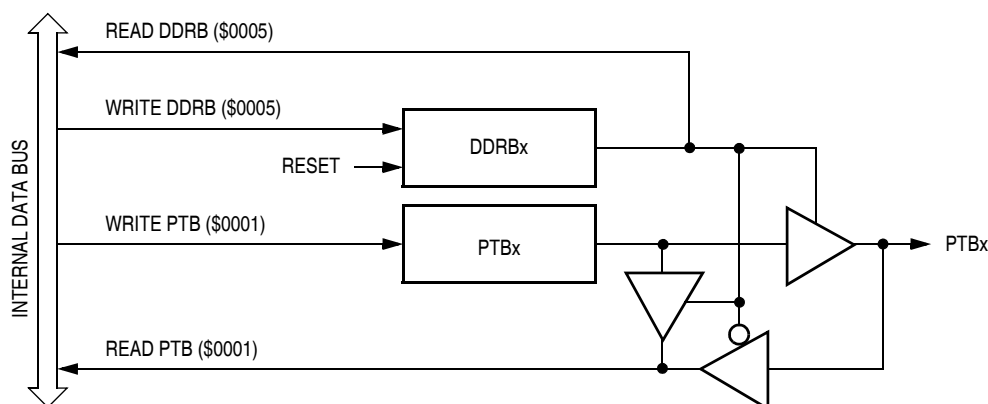 READ DDRB ($0005)
WRITE DDRB ($0005)
DDRBx
RESET
INTERNAL DATA BUS
WRITE PTB ($0001)
PTBx
PTBx
READ PTB ($0001)